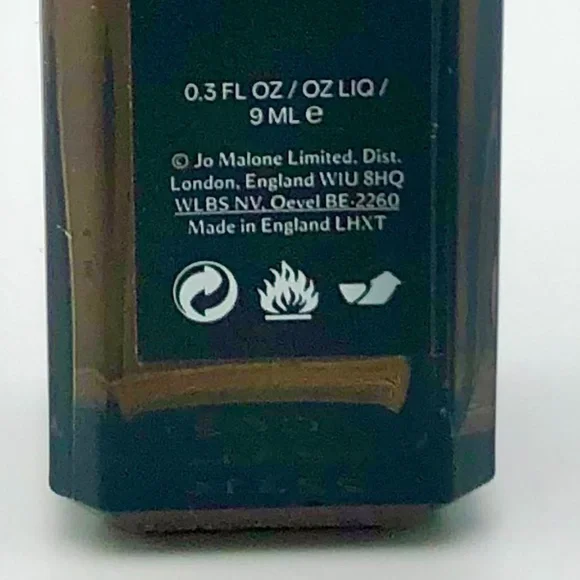 0.3 FL OZ / OZ LIQ /
9 ML ℮
© Jo Malone Limited. Dist.
London, England W1U 8HQ
WLBS NV, Oevel BE-2260
Made in England LHXT